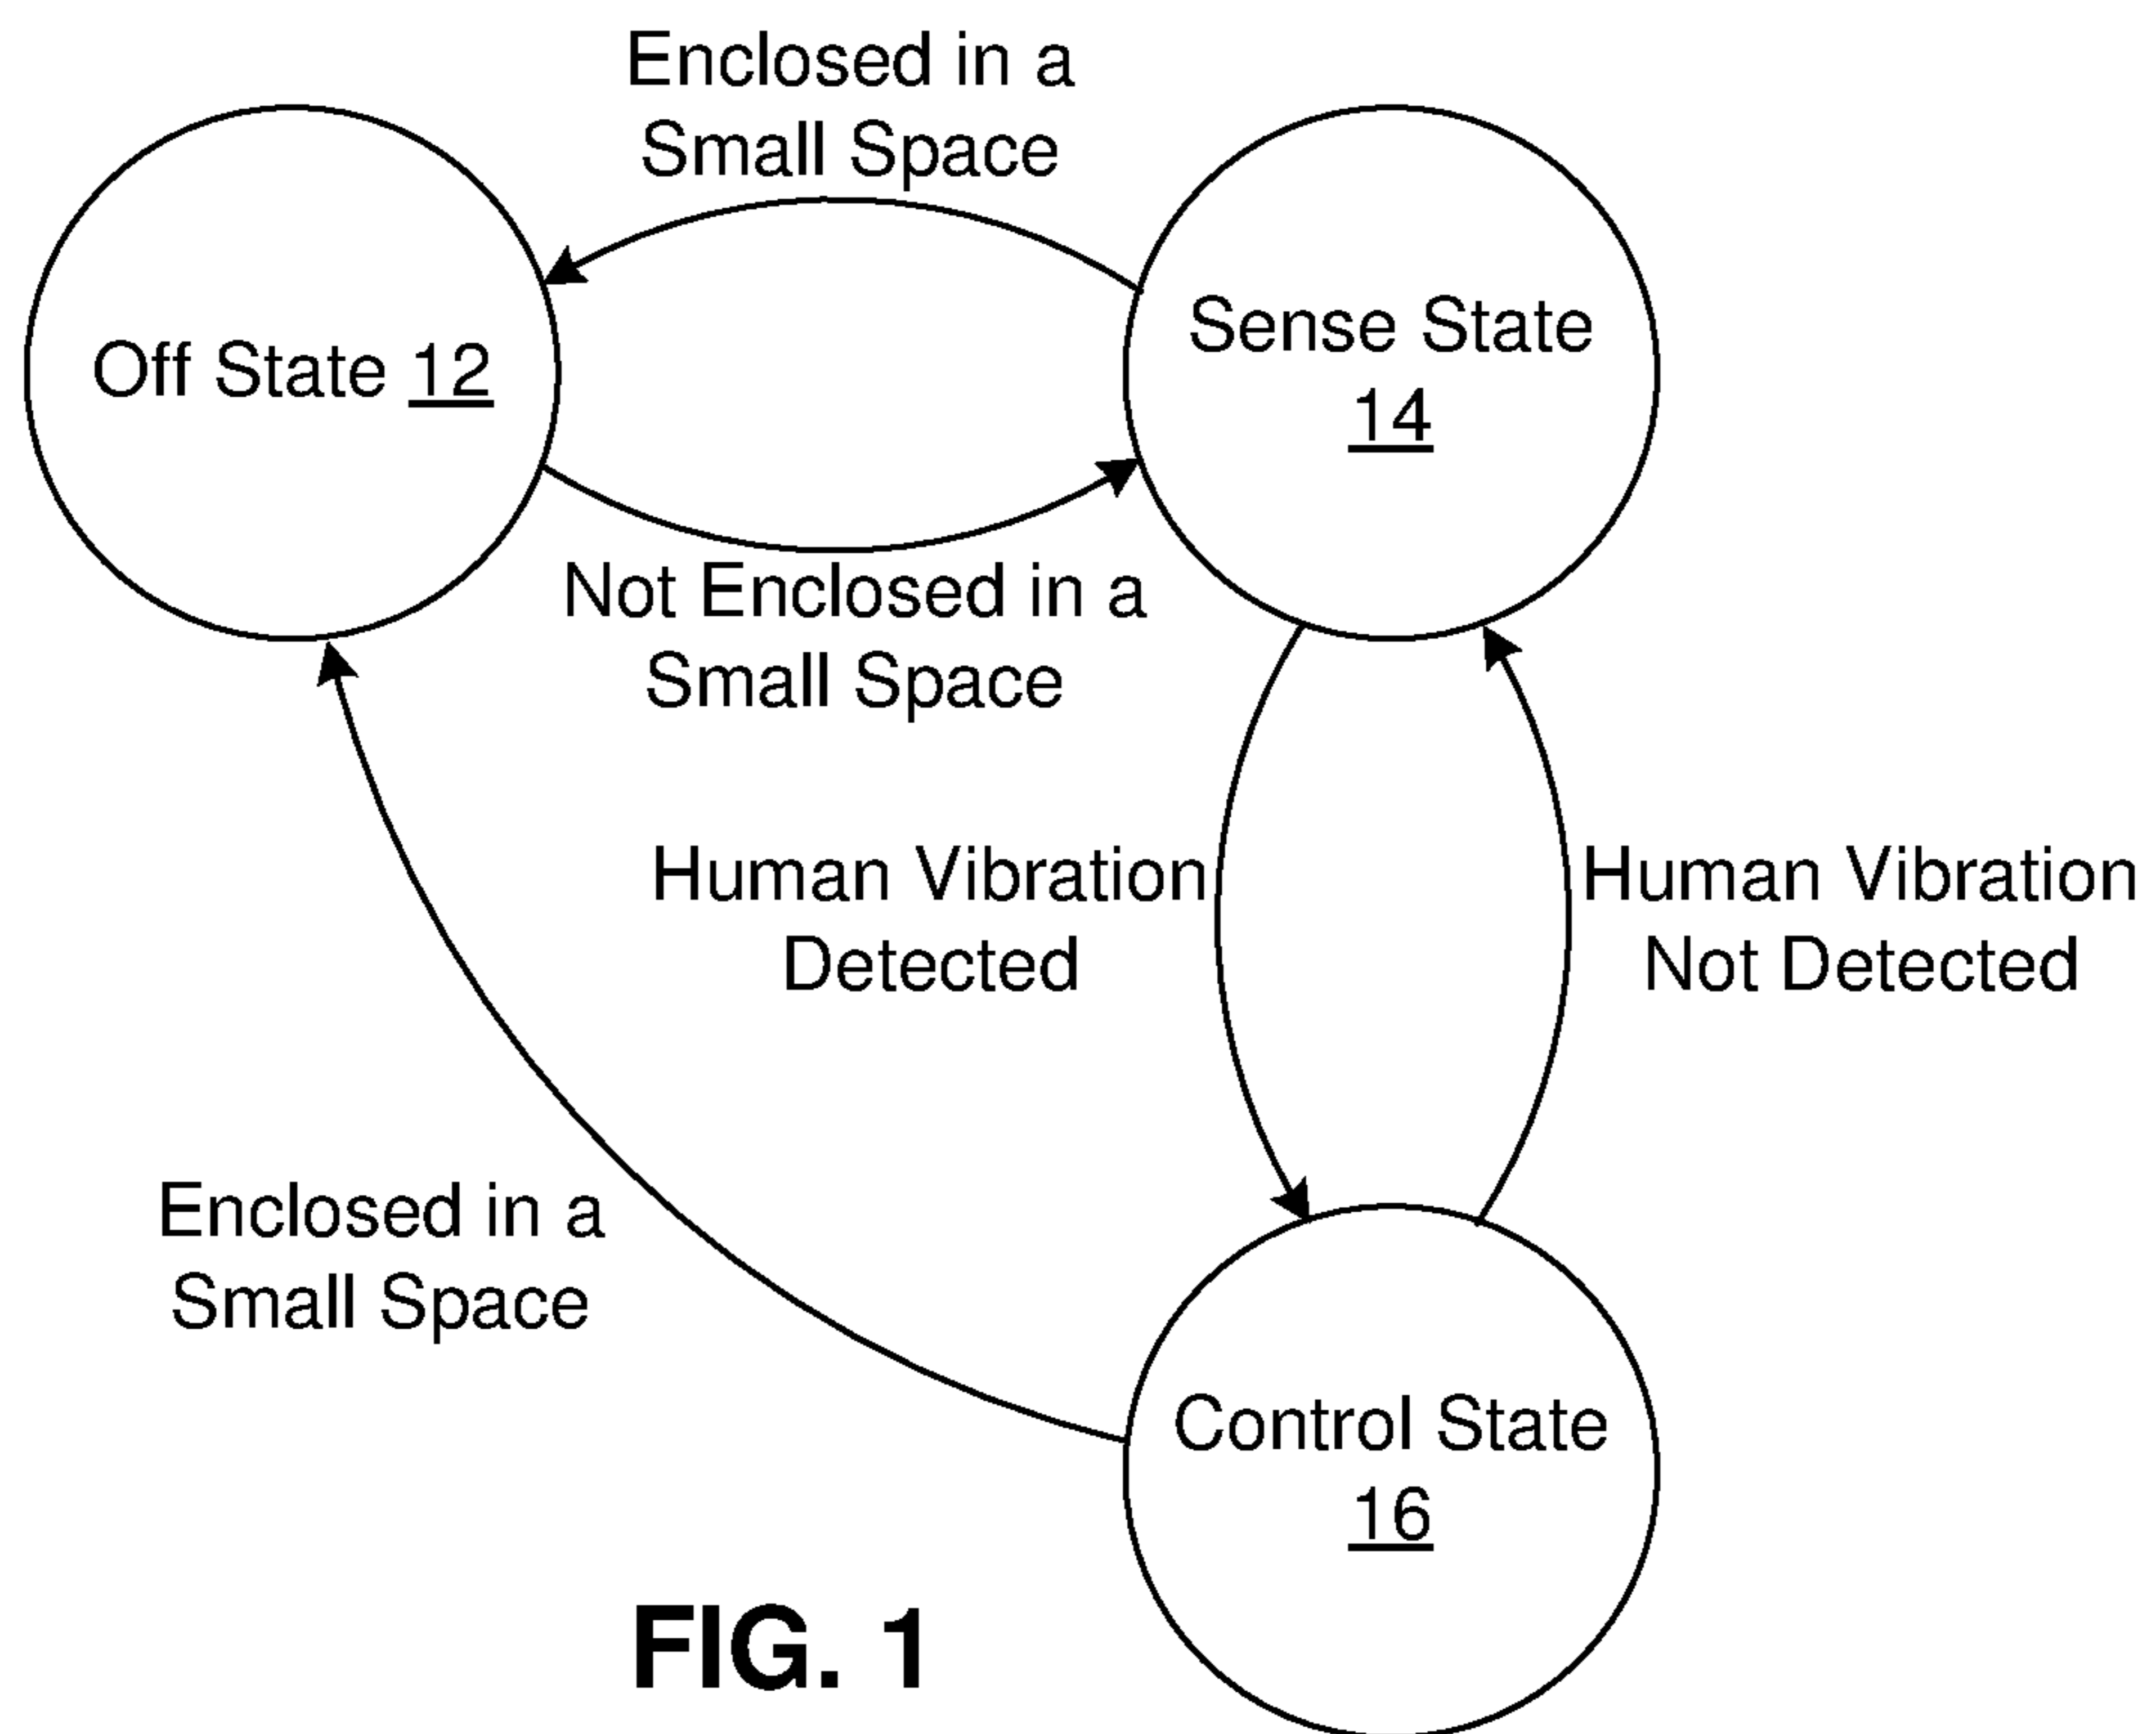 Enclosed in a
Small Space
Off State 12
Sense State
14
Not Enclosed in a
Small Space
Human Vibration
Detected
Human Vibration
Not Detected
Enclosed in a
Small Space
Control State
16
FIG. 1